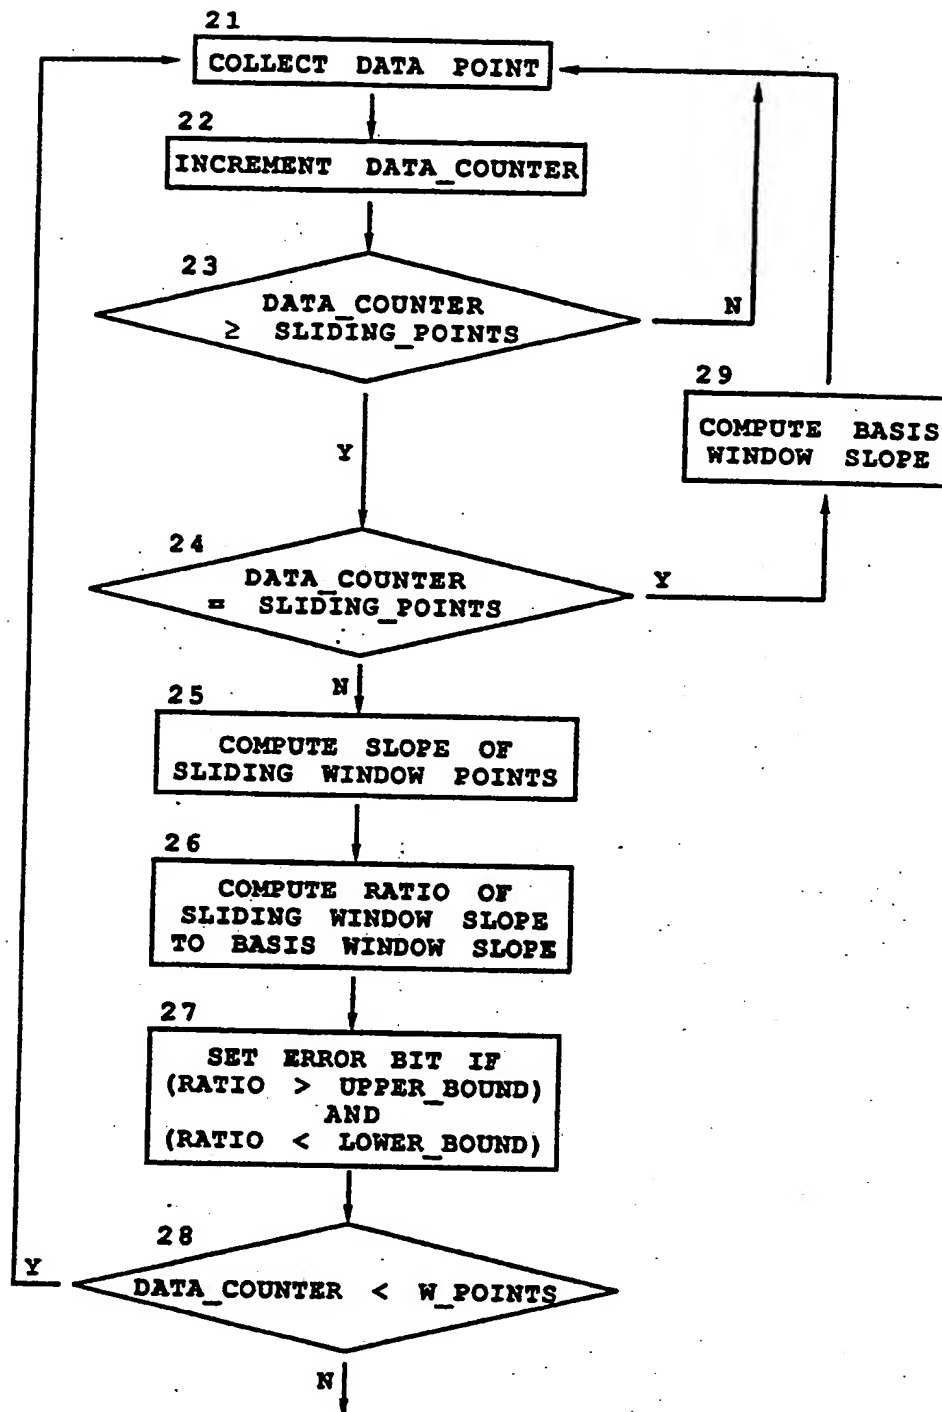 21
COLLECT DATA POINT
22
INCREMENT DATA_COUNTER
23
DATA_COUNTER
≥ SLIDING_POINTS
N
Y
29
COMPUTE BASIS
WINDOW SLOPE
24
DATA_COUNTER
= SLIDING_POINTS
Y
N
25
COMPUTE SLOPE OF
SLIDING WINDOW POINTS
26
COMPUTE RATIO OF
SLIDING WINDOW SLOPE
TO BASIS WINDOW SLOPE
27
SET ERROR BIT IF
(RATIO > UPPER_BOUND)
AND
(RATIO < LOWER_BOUND)
28
Y
DATA_COUNTER < W_POINTS
N